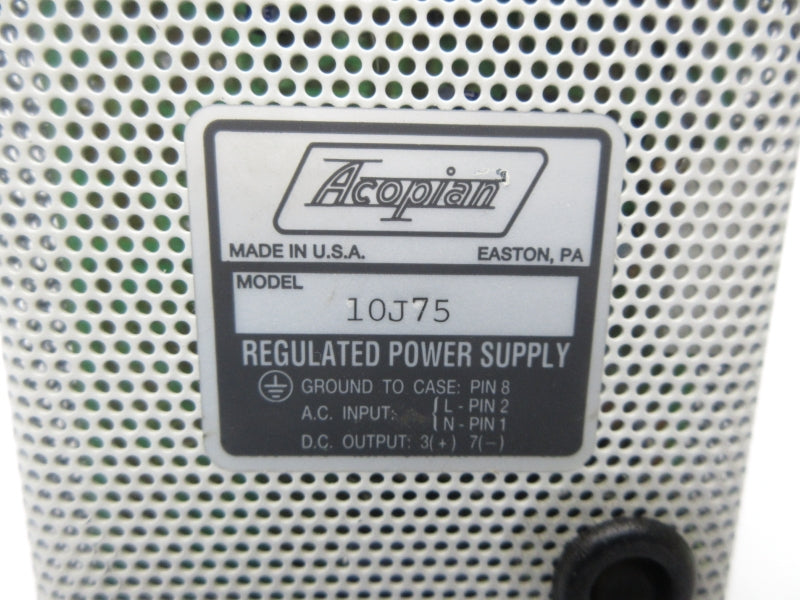 Acopian
MADE IN U.S.A. EASTON, PA
MODEL
10J75
REGULATED POWER SUPPLY
GROUND TO CASE: PIN 8
A.C. INPUT: { L - PIN 2
N - PIN 1
D.C. OUTPUT: 3(+) 7(-)